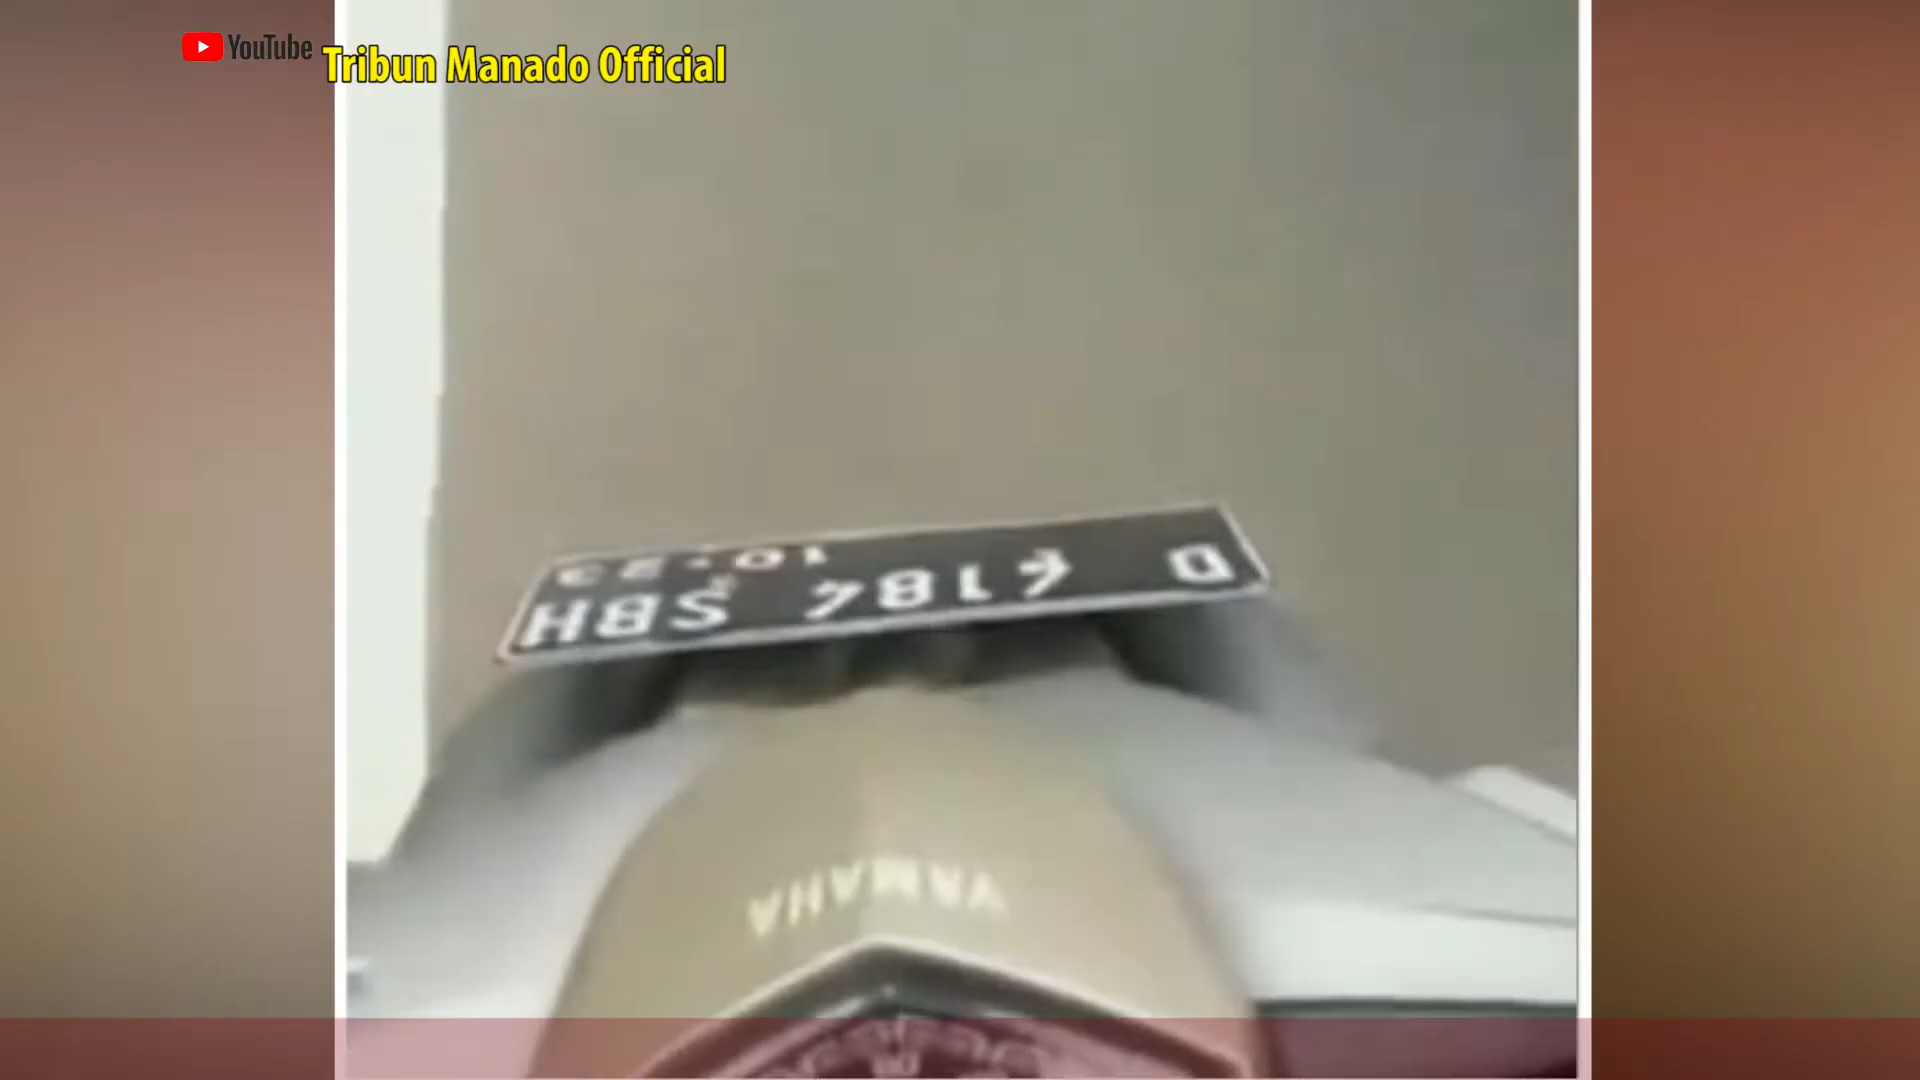 YouTube
Tribun Manado Official
D 4184 SBH
10·23
YAMAHA